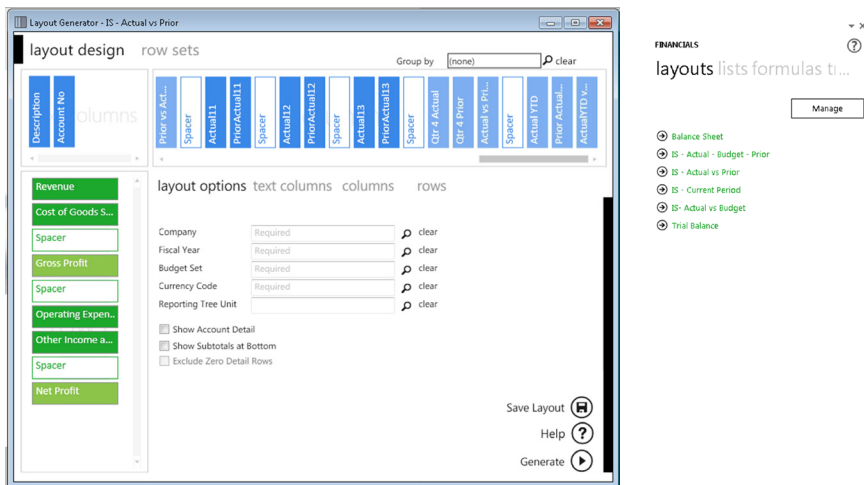 Layout Generator - IS - Actual vs Prior
layout design row sets
Group by (none) clear
Description
Account No
columns
Prior vs Act...
Spacer
Actual11
PriorActual11
Spacer
Actual12
PriorActual12
Spacer
Actual13
PriorActual13
Spacer
Qtr 4 Actual
Qtr 4 Prior
Actual vs Pri...
Spacer
Actual YTD
Prior Actual...
ActualYTD v...
Revenue
Cost of Goods S...
Spacer
Gross Profit
Spacer
Operating Expen..
Other Income a...
Spacer
Net Profit
layout options text columns columns rows
Company Required clear
Fiscal Year Required clear
Budget Set Required clear
Currency Code Required clear
Reporting Tree Unit clear
Show Account Detail
Show Subtotals at Bottom
Exclude Zero Detail Rows
Save Layout
Help ?
Generate
FINANCIALS ?
layouts lists formulas tr...
Manage
Balance Sheet
IS - Actual - Budget - Prior
IS - Actual vs Prior
IS - Current Period
IS- Actual vs Budget
Trial Balance